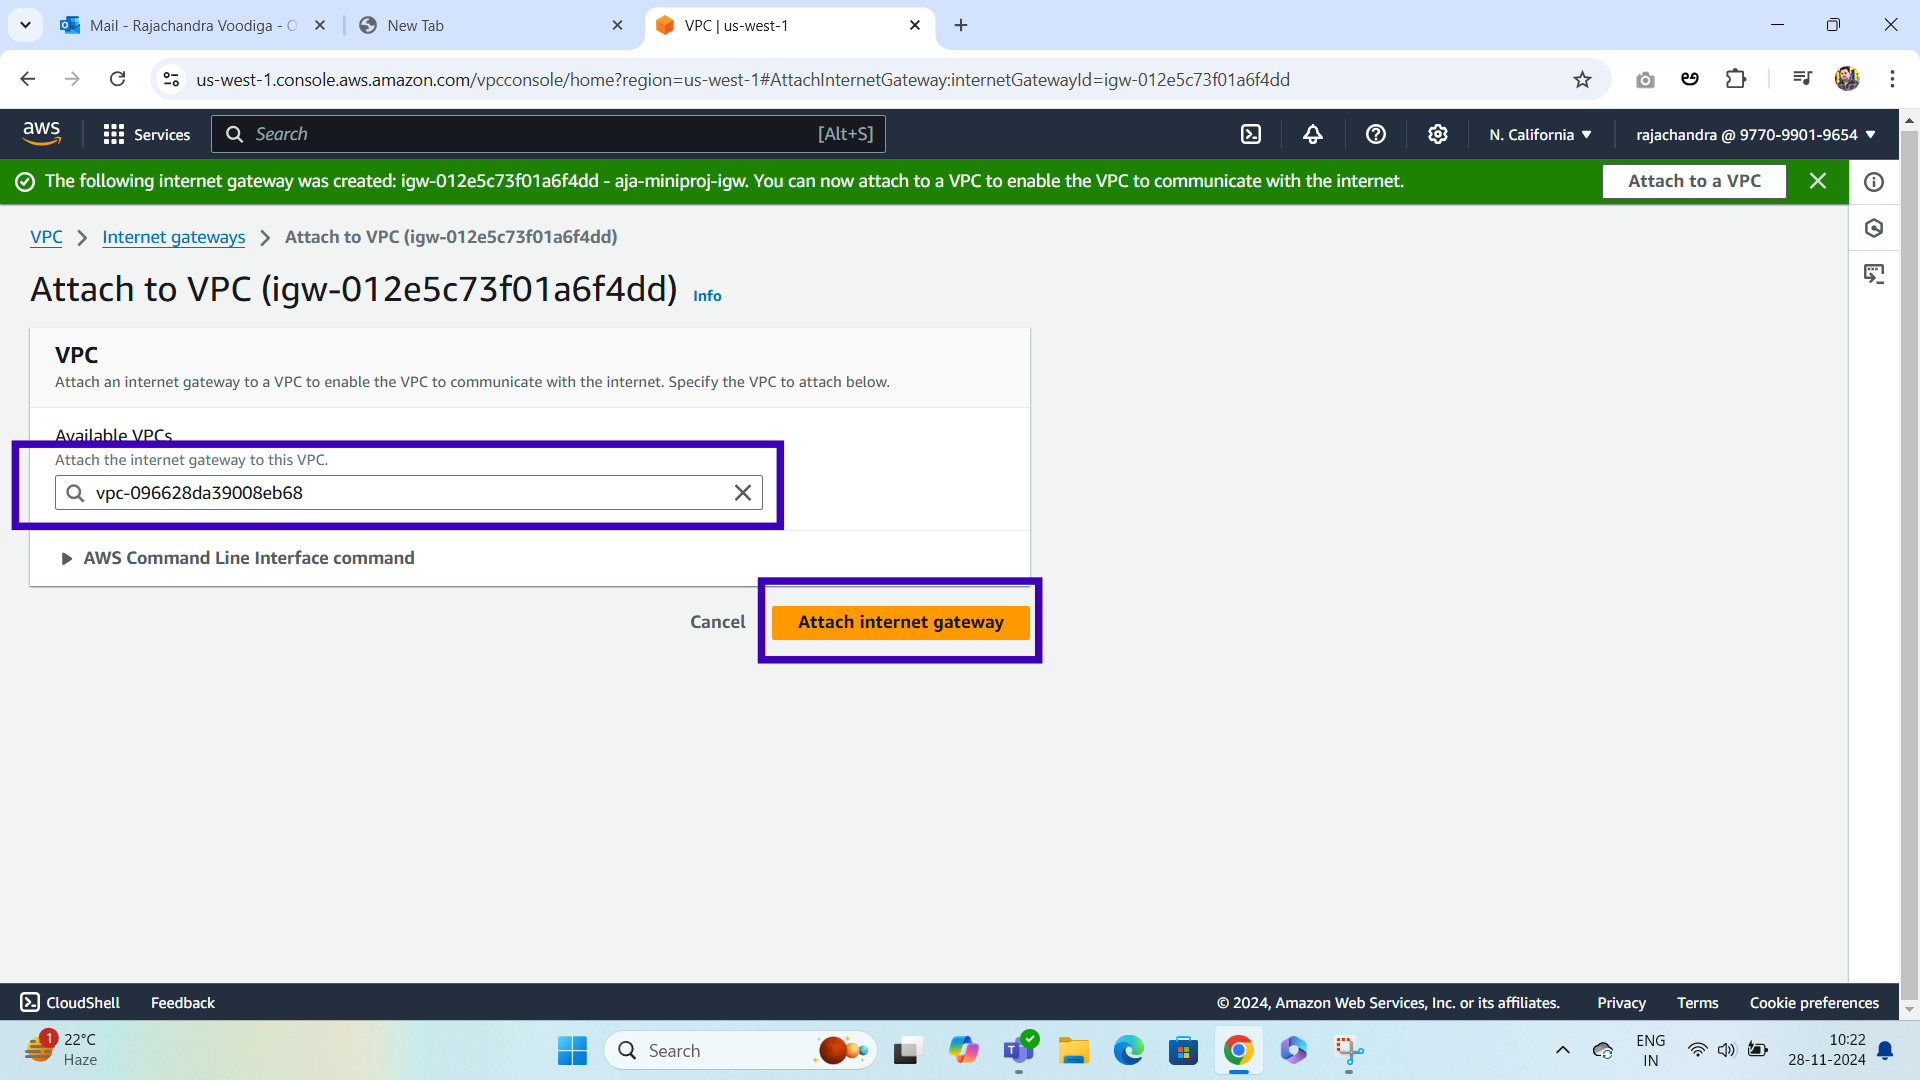 Mail - Rajachandra Voodiga - O
New Tab
VPC | us-west-1
us-west-1.console.aws.amazon.com/vpcconsole/home?region=us-west-1#AttachInternetGateway:internetGatewayId=igw-012e5c73f01a6f4dd
aws
Services
Search
[Alt+S]
N. California
rajachandra @ 9770-9901-9654
The following internet gateway was created: igw-012e5c73f01a6f4dd - aja-miniproj-igw. You can now attach to a VPC to enable the VPC to communicate with the internet.
Attach to a VPC
VPC
Internet gateways
Attach to VPC (igw-012e5c73f01a6f4dd)
Attach to VPC (igw-012e5c73f01a6f4dd)
Info
VPC
Attach an internet gateway to a VPC to enable the VPC to communicate with the internet. Specify the VPC to attach below.
Available VPCs
Attach the internet gateway to this VPC.
vpc-096628da39008eb68
AWS Command Line Interface command
Cancel
Attach internet gateway
CloudShell
Feedback
© 2024, Amazon Web Services, Inc. or its affiliates.
Privacy
Terms
Cookie preferences
1
22°C
Haze
Search
ENG
IN
10:22
28-11-2024